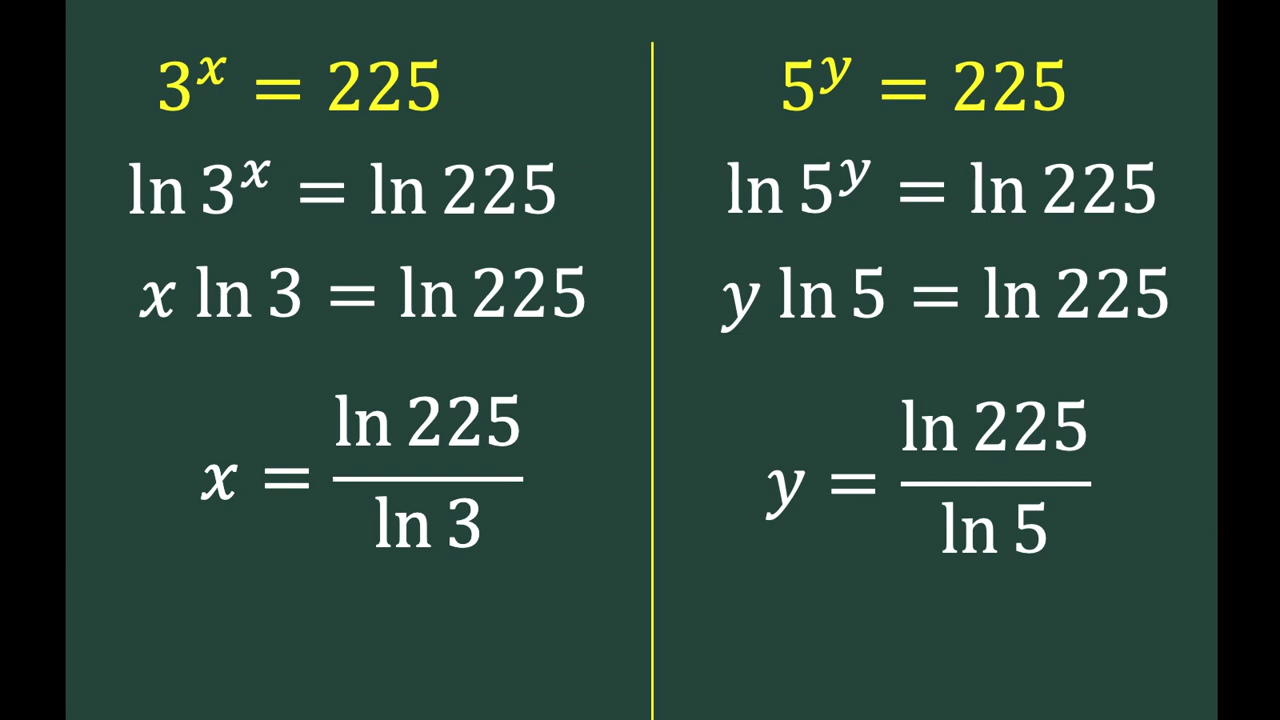 3^x = 225
ln 3^x = ln 225
x ln 3 = ln 225
x = ln 225 / ln 3
5^y = 225
ln 5^y = ln 225
y ln 5 = ln 225
y = ln 225 / ln 5